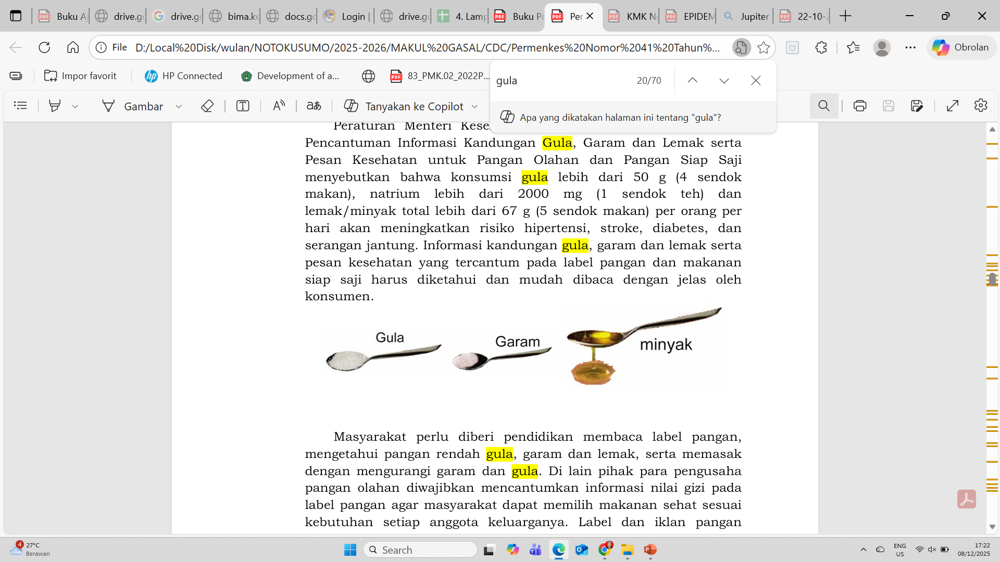 Buku Aj
drive.go
drive.go
bima.ke
docs.go
Login |
drive.go
4. Lamp
Buku Pe
Per
KMK No
EPIDEM
Jupiter
22-10-2
File
D:/Local%20Disk/wulan/NOTOKUSUMO/2025-2026/MAKUL%20GASAL/CDC/Permenkes%20Nomor%2041%20Tahun%...
Obrolan
Impor favorit
HP Connected
Development of a...
83_PMK.02_2022P...
gula
20/70
Apa yang dikatakan halaman ini tentang "gula"?
Gambar
Tanyakan ke Copilot
Peraturan Menteri Kese
Pencantuman Informasi Kandungan Gula, Garam dan Lemak serta
Pesan Kesehatan untuk Pangan Olahan dan Pangan Siap Saji
menyebutkan bahwa konsumsi gula lebih dari 50 g (4 sendok
makan), natrium lebih dari 2000 mg (1 sendok teh) dan
lemak/minyak total lebih dari 67 g (5 sendok makan) per orang per
hari akan meningkatkan risiko hipertensi, stroke, diabetes, dan
serangan jantung. Informasi kandungan gula, garam dan lemak serta
pesan kesehatan yang tercantum pada label pangan dan makanan
siap saji harus diketahui dan mudah dibaca dengan jelas oleh
konsumen.
Gula
Garam
minyak
Masyarakat perlu diberi pendidikan membaca label pangan,
mengetahui pangan rendah gula, garam dan lemak, serta memasak
dengan mengurangi garam dan gula. Di lain pihak para pengusaha
pangan olahan diwajibkan mencantumkan informasi nilai gizi pada
label pangan agar masyarakat dapat memilih makanan sehat sesuai
kebutuhan setiap anggota keluarganya. Label dan iklan pangan
4
27°C
Berawan
Search
ENG
US
17:22
08/12/2025